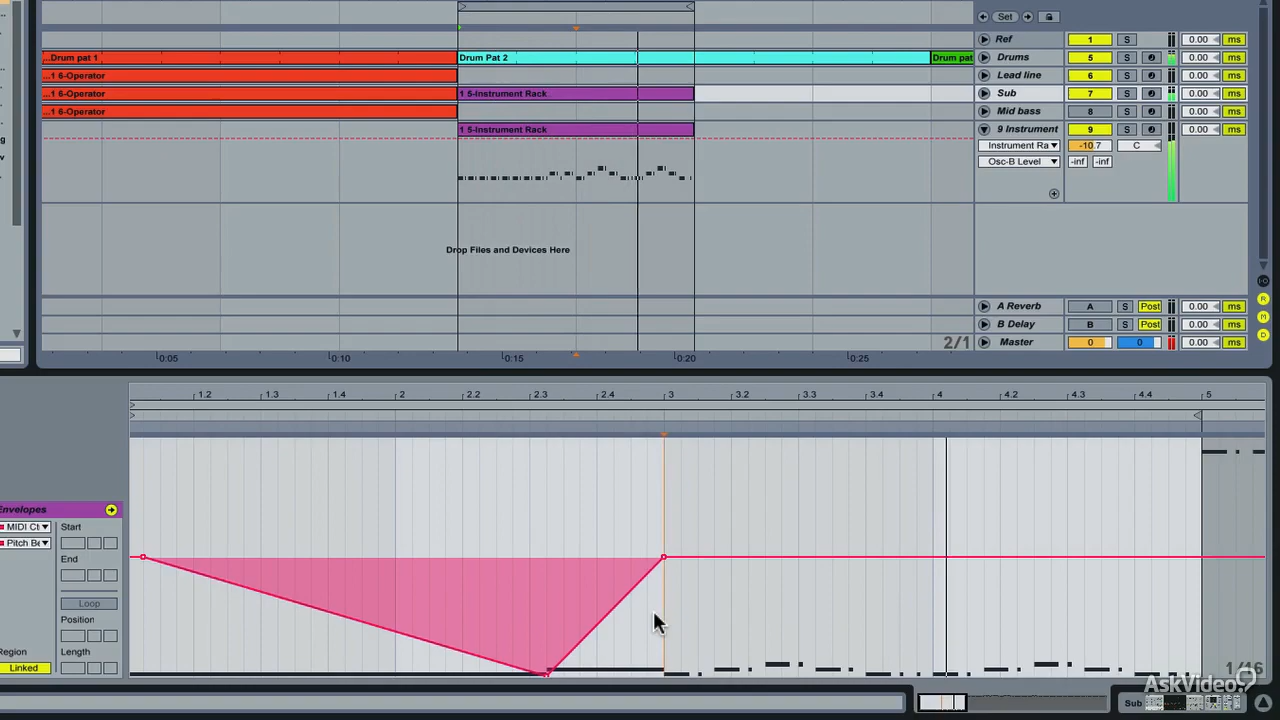 Set
Ref 1 S 0.00 ms
...Drum pat 1 Drum Pat 2 Drum pat Drums 5 S 0.00 ms
...1 6-Operator Lead line 6 S 0.00 ms
...1 6-Operator 1 5-Instrument Rack Sub 7 S 0.00 ms
...1 6-Operator Mid bass 8 S 0.00 ms
1 5-Instrument Rack 9 Instrument 9 S 0.00 ms
Instrument Ra -10.7 C
Osc-B Level -inf -inf
Drop Files and Devices Here
A Reverb A S Post 0.00 ms
B Delay B S Post 0.00 ms
2/1 Master 0 0 0.00 ms
0:05 0:10 0:15 0:20 0:25
1.2 1.3 1.4 2 2.2 2.3 2.4 3 3.2 3.3 3.4 4 4.2 4.3 4.4 5
Envelopes
MIDI Ct Start
Pitch Be
End
Loop
Position
Region Length
Linked
1/16
AskVideo
Sub